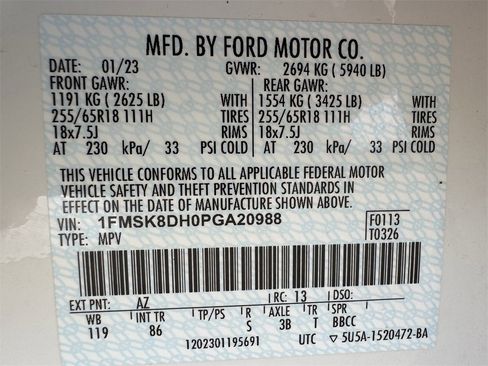 MFD. BY FORD MOTOR CO.
DATE: 01/23 GVWR: 2694 KG ( 5940 LB)
FRONT GAWR: REAR GAWR:
1191 KG ( 2625 LB) WITH 1554 KG ( 3425 LB) WITH
255/65R18 111H TIRES 255/65R18 111H TIRES
18x7.5J RIMS 18x7.5J RIMS
AT 230 kPa/ 33 PSI COLD AT 230 kPa/ 33 PSI COLD
THIS VEHICLE CONFORMS TO ALL APPLICABLE FEDERAL MOTOR
VEHICLE SAFETY AND THEFT PREVENTION STANDARDS IN
EFFECT ON THE DATE OF MANUFACTURE SHOWN ABOVE.
VIN: 1FMSK8DH0PGA20988 F0113
TYPE: MPV T0326
EXT PNT: AZ RC: 13 DSO:
WB INT TR TP/PS R AXLE TR SPR
119 86 S 3B T BBCC
1202301195691 UTC ▽ 5U5A-1520472-BA